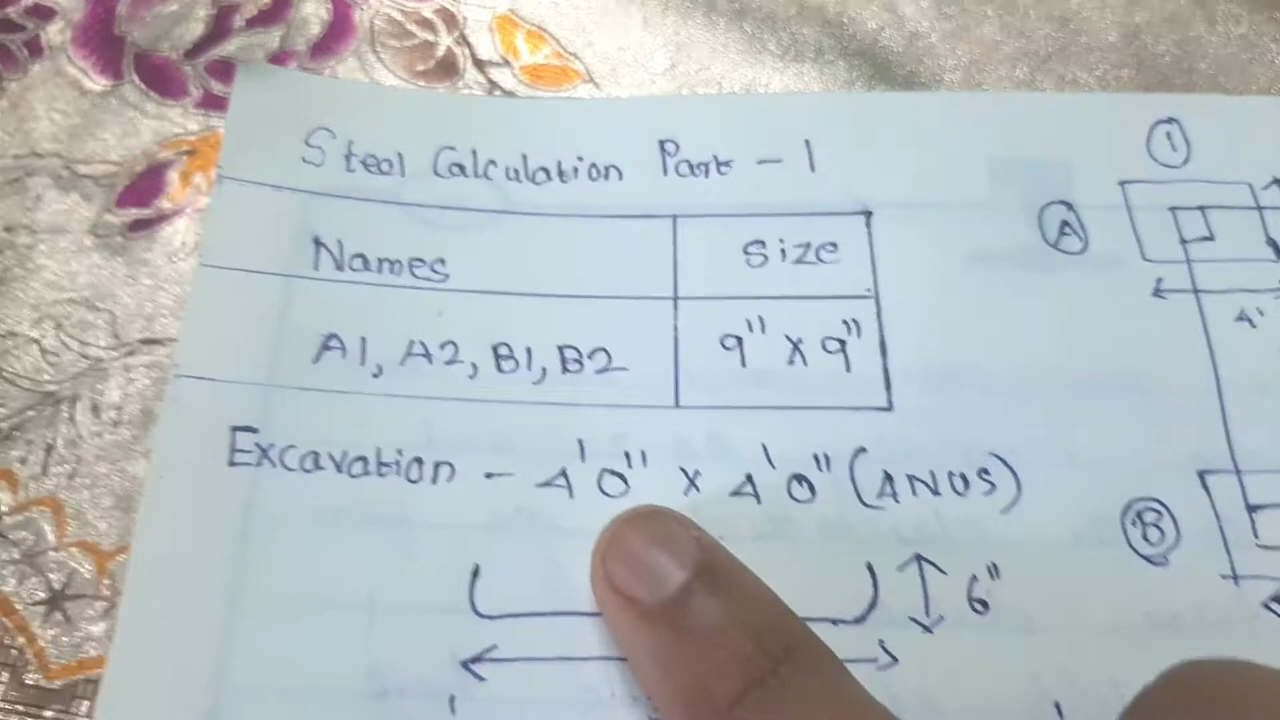 Steel Calculation Part - 1
Names Size
A1, A2, B1, B2 9" X 9"
Excavation - 4'0" x 4'0" (4NOS)
6"
1
A
4'
B